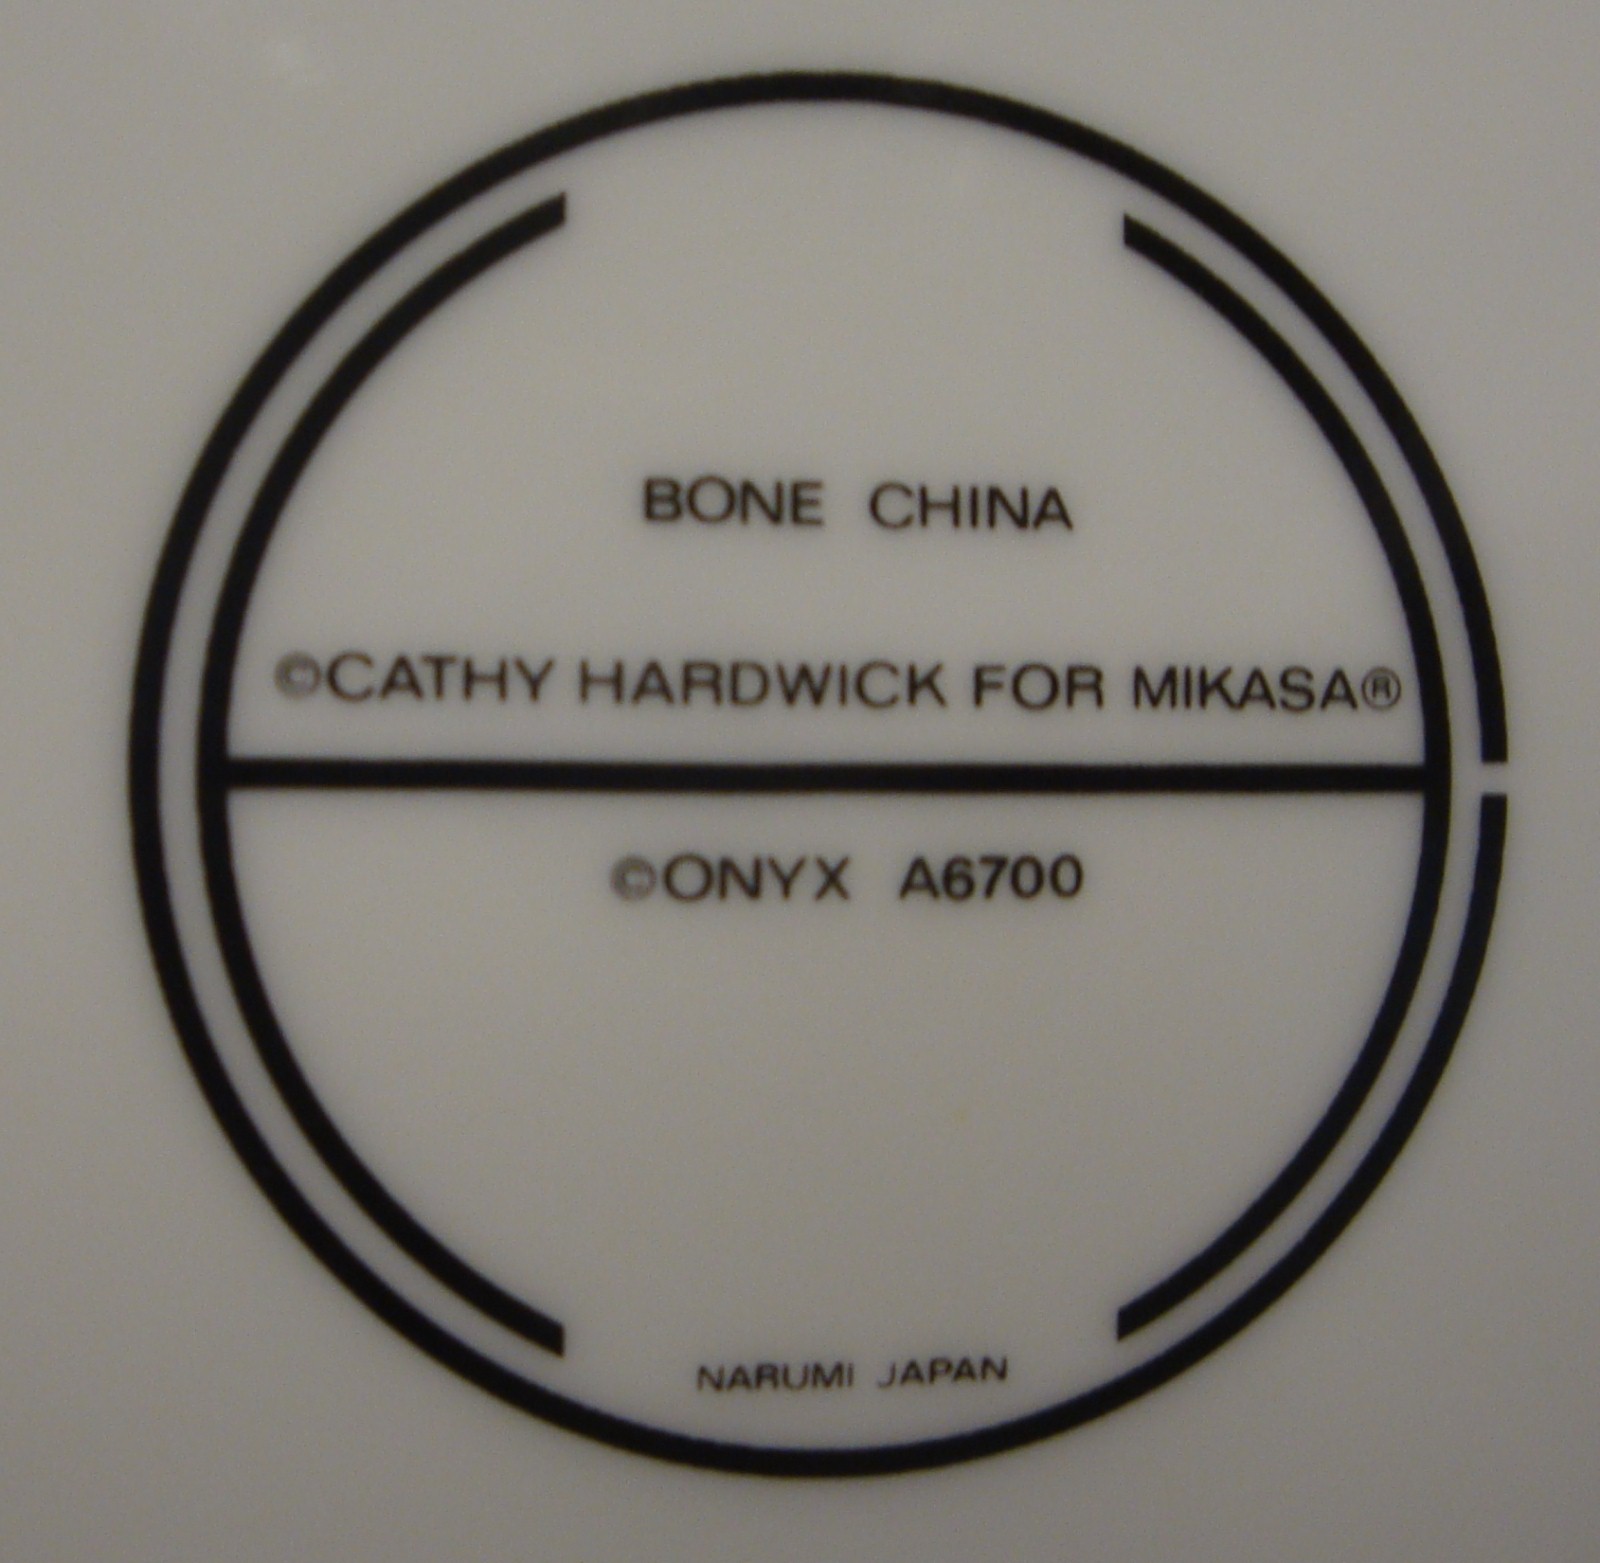 BONE CHINA
©CATHY HARDWICK FOR MIKASA®
©ONYX A6700
NARUMI JAPAN